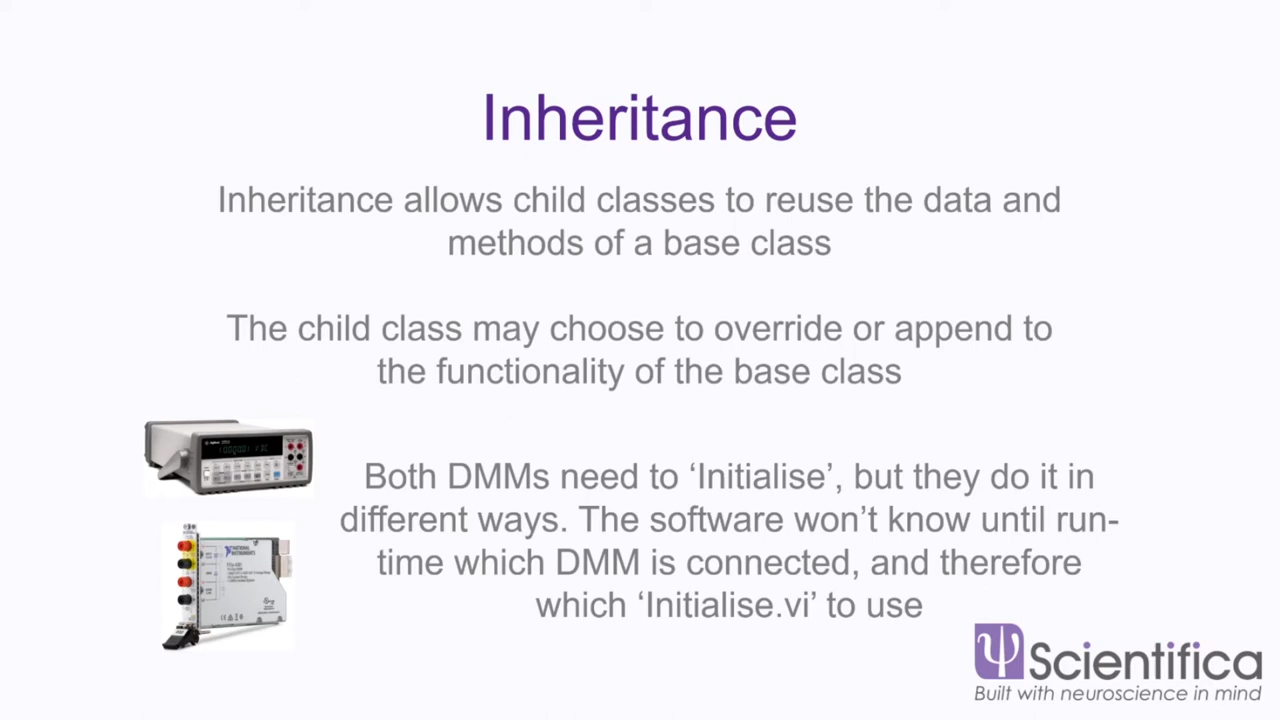 Inheritance
Inheritance allows child classes to reuse the data and
methods of a base class
The child class may choose to override or append to
the functionality of the base class
Both DMMs need to ‘Initialise’, but they do it in
different ways. The software won’t know until run-
time which DMM is connected, and therefore
which ‘Initialise.vi’ to use
NATIONAL
INSTRUMENTS
Scientifica
Built with neuroscience in mind